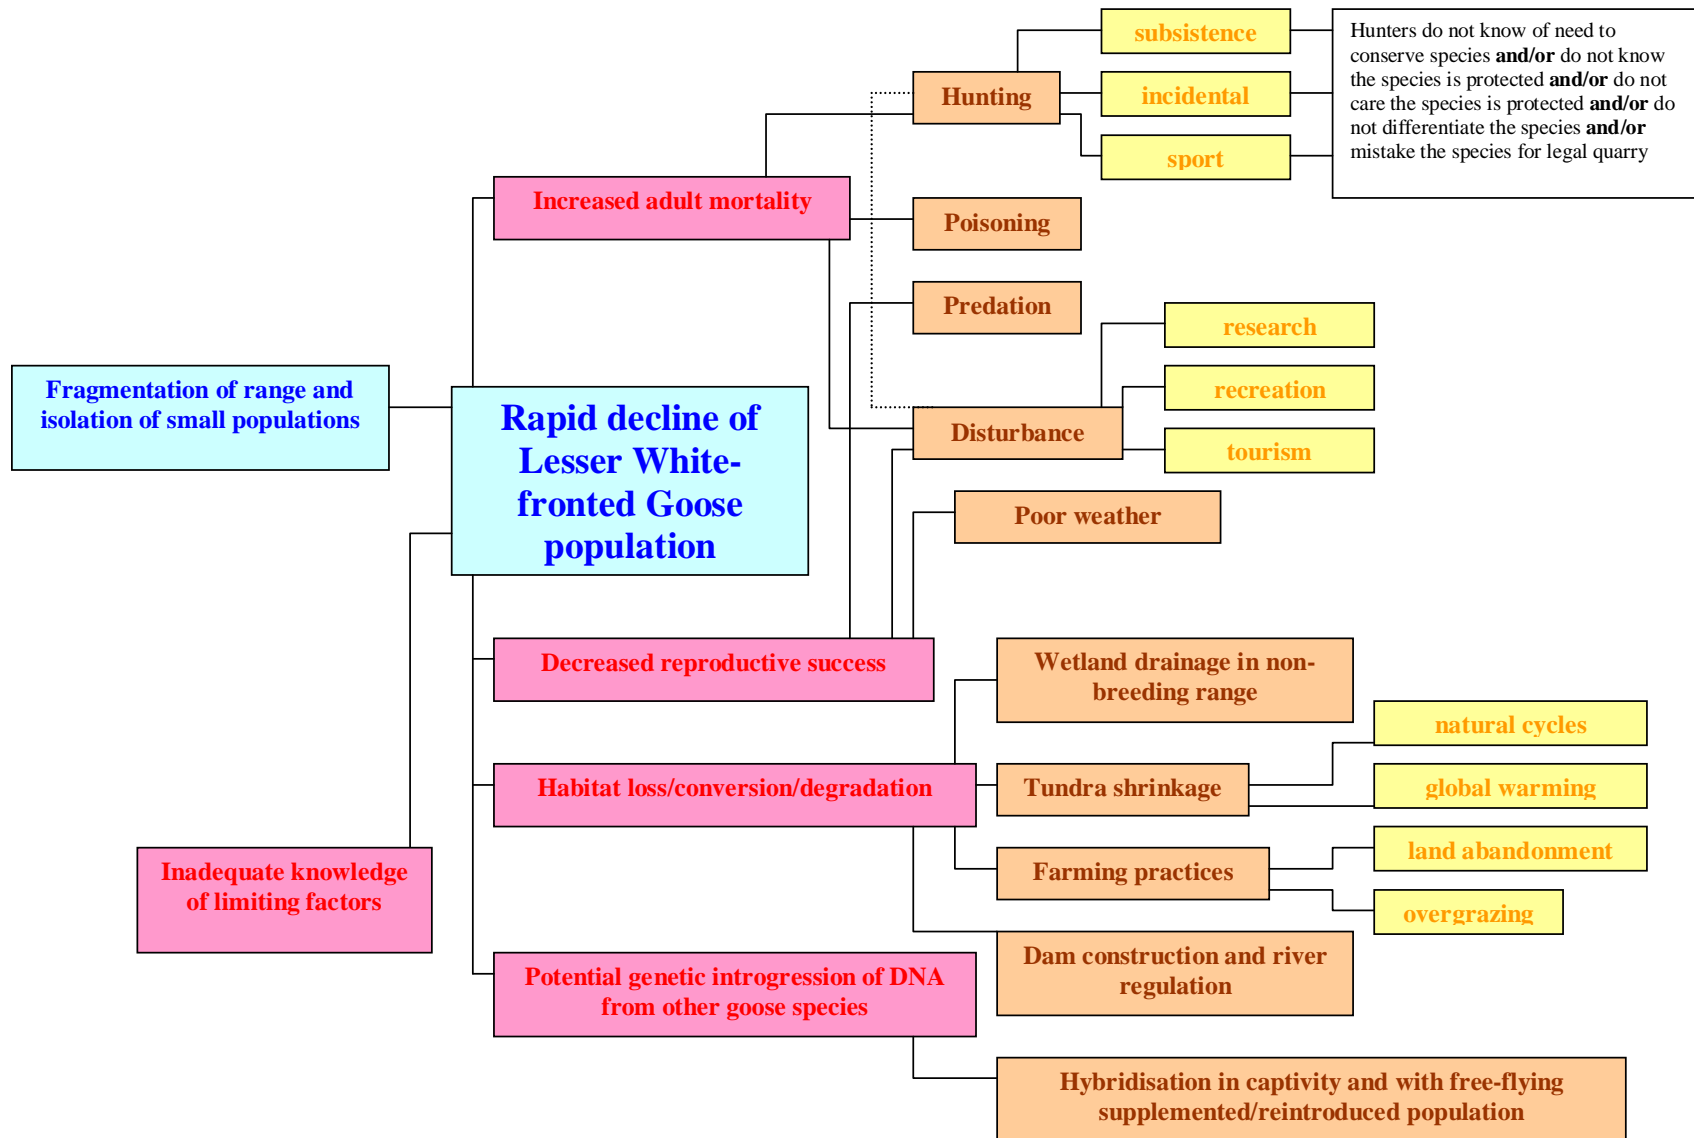 subsistence
Hunters do not know of need to
conserve species and/or do not know
the species is protected and/or do not
care the species is protected and/or do
not differentiate the species and/or
mistake the species for legal quarry
Hunting
incidental
sport
Increased adult mortality
Poisoning
Predation
research
Fragmentation of range and
isolation of small populations
recreation
Rapid decline of
Lesser White-
fronted Goose
population
Disturbance
tourism
Poor weather
Decreased reproductive success
Wetland drainage in non-
breeding range
natural cycles
Habitat loss/conversion/degradation
Tundra shrinkage
global warming
Inadequate knowledge
of limiting factors
Farming practices
land abandonment
overgrazing
Potential genetic introgression of DNA
from other goose species
Dam construction and river
regulation
Hybridisation in captivity and with free-flying
supplemented/reintroduced population